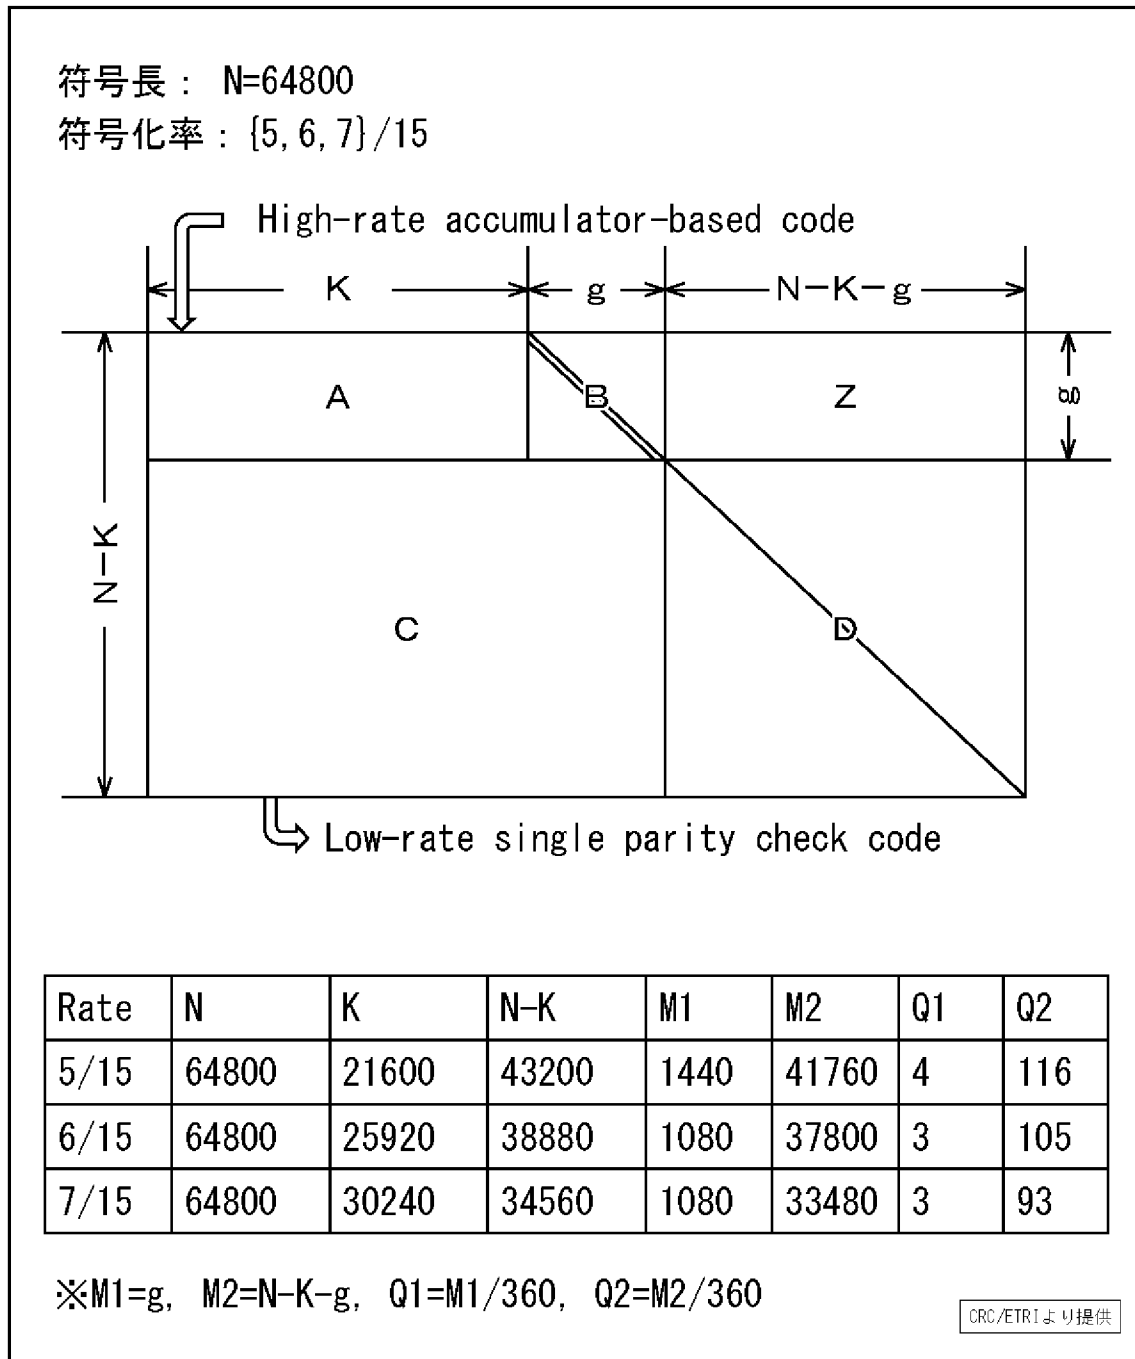 符号長： N=64800
符号化率：{5,6,7}/15
High-rate accumulator-based code
K g N-K-g
A B Z g
N-K
C D
Low-rate single parity check code
Rate N K N-K M1 M2 Q1 Q2
5/15 64800 21600 43200 1440 41760 4 116
6/15 64800 25920 38880 1080 37800 3 105
7/15 64800 30240 34560 1080 33480 3 93
※M1=g, M2=N-K-g, Q1=M1/360, Q2=M2/360
CRC/ETRIより提供